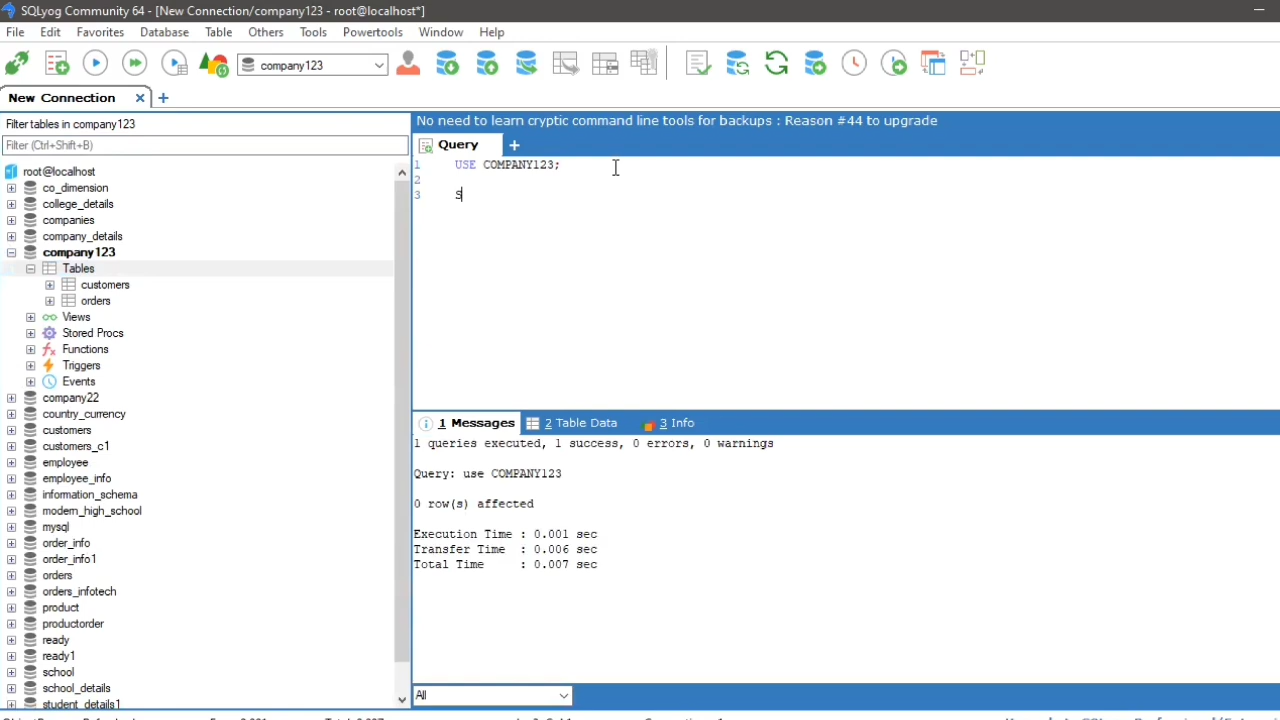 SQLyog Community 64 - [New Connection/company123 - root@localhost*]
File Edit Favorites Database Table Others Tools Powertools Window Help
company123
New Connection
Filter tables in company123
Filter (Ctrl+Shift+B)
root@localhost
co_dimension
college_details
companies
company_details
company123
Tables
customers
orders
Views
Stored Procs
Functions
Triggers
Events
company22
country_currency
customers
customers_c1
employee
employee_info
information_schema
modern_high_school
mysql
order_info
order_info1
orders
orders_infotech
product
productorder
ready
ready1
school
school_details
student_details1
No need to learn cryptic command line tools for backups : Reason #44 to upgrade
Query
1 USE COMPANY123;
2
3 S
1 Messages 2 Table Data 3 Info
1 queries executed, 1 success, 0 errors, 0 warnings
Query: use COMPANY123
0 row(s) affected
Execution Time : 0.001 sec
Transfer Time : 0.006 sec
Total Time : 0.007 sec
All